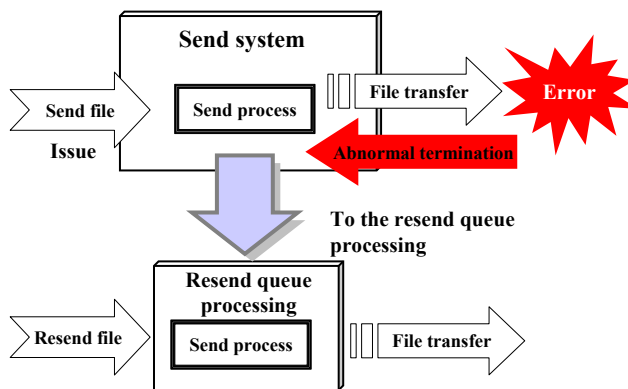 Send system
Send file
Send process
File transfer
Error
Issue
Abnormal termination
To the resend queue
processing
Resend queue
processing
Resend file
Send process
File transfer